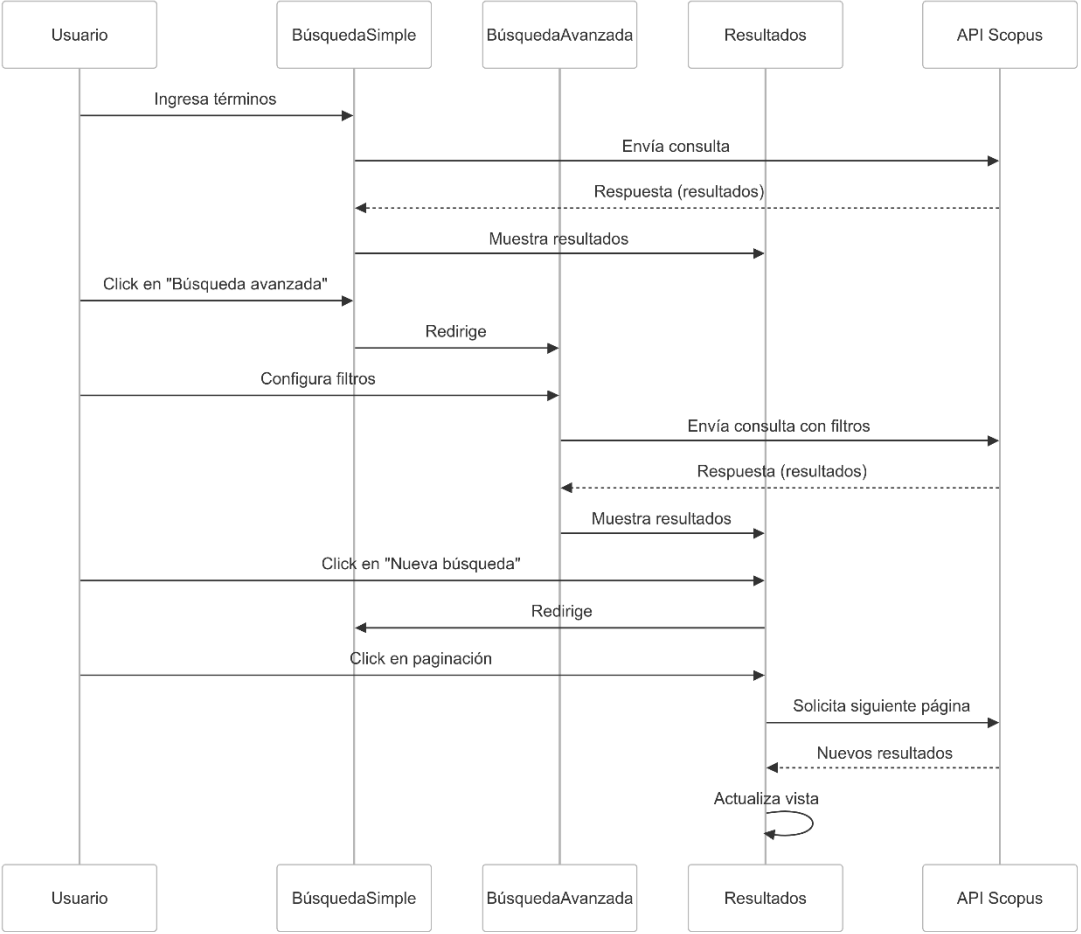 Usuario
BúsquedaSimple
BúsquedaAvanzada
Resultados
API Scopus
Ingresa términos
Envía consulta
Respuesta (resultados)
Muestra resultados
Click en "Búsqueda avanzada"
Redirige
Configura filtros
Envía consulta con filtros
Respuesta (resultados)
Muestra resultados
Click en "Nueva búsqueda"
Redirige
Click en paginación
Solicita siguiente página
Nuevos resultados
Actualiza vista
Usuario
BúsquedaSimple
BúsquedaAvanzada
Resultados
API Scopus